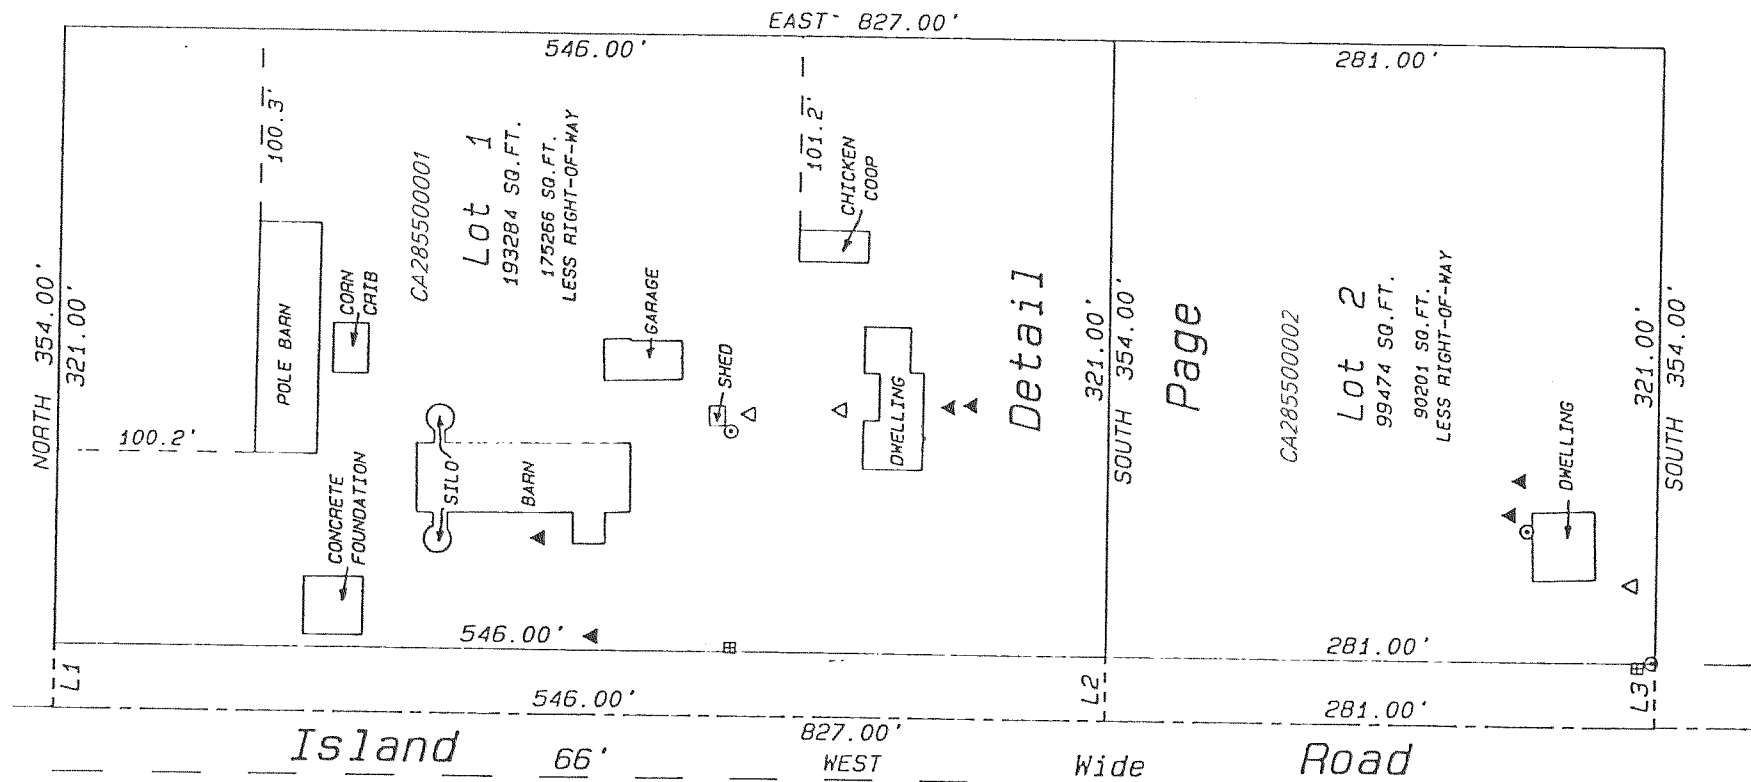 EAST 827.00'
546.00'
281.00'
100.3'
101.2'
CA285500001
Lot 1
193284 SQ.FT.
175266 SQ.FT.
LESS RIGHT-OF-WAY
CHICKEN
COOP
NORTH 354.00'
321.00'
POLE BARN
CORN
CRIB
GARAGE
SHED
DWELLING
Detail
321.00'
SOUTH 354.00'
Page
CA285500002
Lot 2
99474 SQ.FT.
90201 SQ.FT.
LESS RIGHT-OF-WAY
DWELLING
321.00'
SOUTH 354.00'
100.2'
CONCRETE
FOUNDATION
SILO
BARN
546.00'
281.00'
L1
L2
L3
546.00'
281.00'
827.00'
Island 66' WEST Wide Road